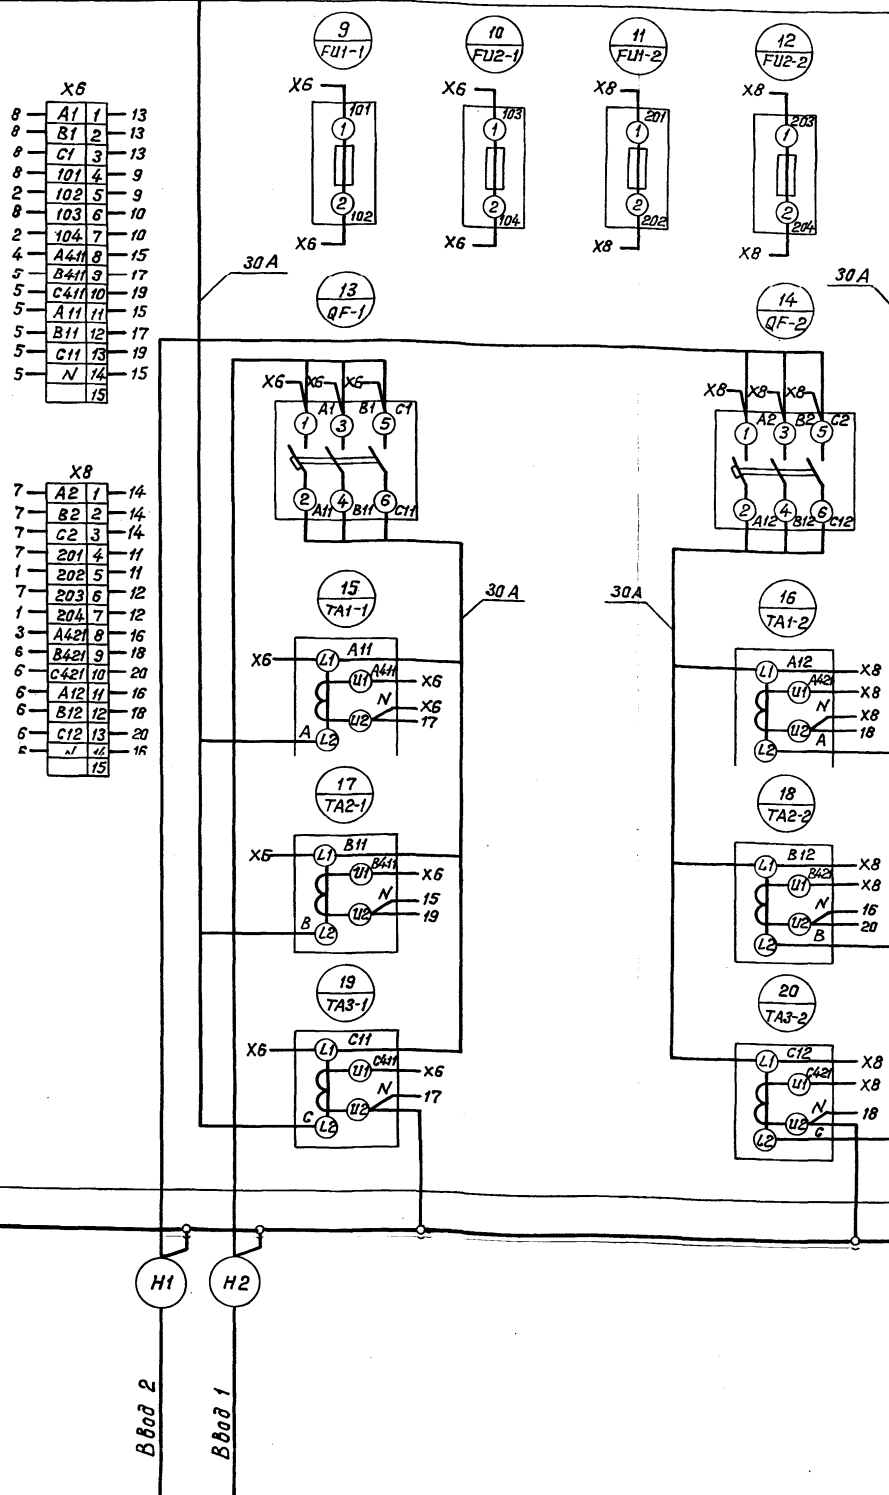 9
FU1-1
10
FU2-1
11
FU1-2
12
FU2-2
X6
101
1
2
102
X6
X6
103
1
2
104
X6
X8
201
1
2
202
X8
X8
203
1
2
204
X8
X6
8 A1 1 13
8 B1 2 13
8 C1 3 13
8 101 4 9
2 102 5 9
8 103 6 10
2 104 7 10
4 A411 8 15
5 B411 9 17
5 C411 10 19
5 A11 11 15
5 B11 12 17
5 C11 13 19
5 N 14 15
15
X8
7 A2 1 14
7 B2 2 14
7 C2 3 14
7 201 4 11
1 202 5 11
7 203 6 12
1 204 7 12
3 A421 8 16
6 B421 9 18
6 C421 10 20
6 A12 11 16
6 B12 12 18
6 C12 13 20
6 N 14 16
15
30A
30A
13
QF-1
X6 X6 X6
A1 B1 C1
1 3 5
2 4 6
A11 B11 C11
14
QF-2
X8 X8 X8
A2 B2 C2
1 3 5
2 4 6
A12 B12 C12
30A
30A
15
TA1-1
X6 L1 A11
U1 A411 X6
N X6
U2 17
A L2
16
TA1-2
L1 A12 X8
U1 A421 X8
N X8
U2 18
L2 A
17
TA2-1
X6 L1 B11
U1 B411 X6
N 15
U2 19
B L2
18
TA2-2
L1 B12 X8
U1 B421 X8
N 16
U2 20
L2 B
19
TA3-1
X6 L1 C11
U1 C411 X6
N 17
U2
C L2
20
TA3-2
L1 C12 X8
U1 C421 X8
N 18
U2
L2 C
H1
H2
Ввод 2
Ввод 1